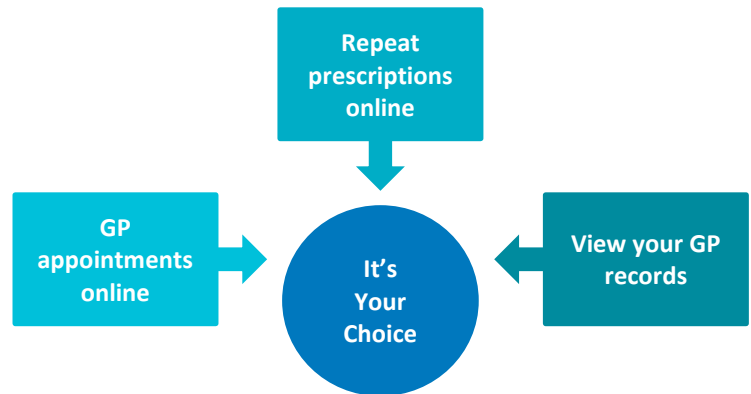 Repeat
prescriptions
online
GP
appointments
online
It’s
Your
Choice
View your GP
records